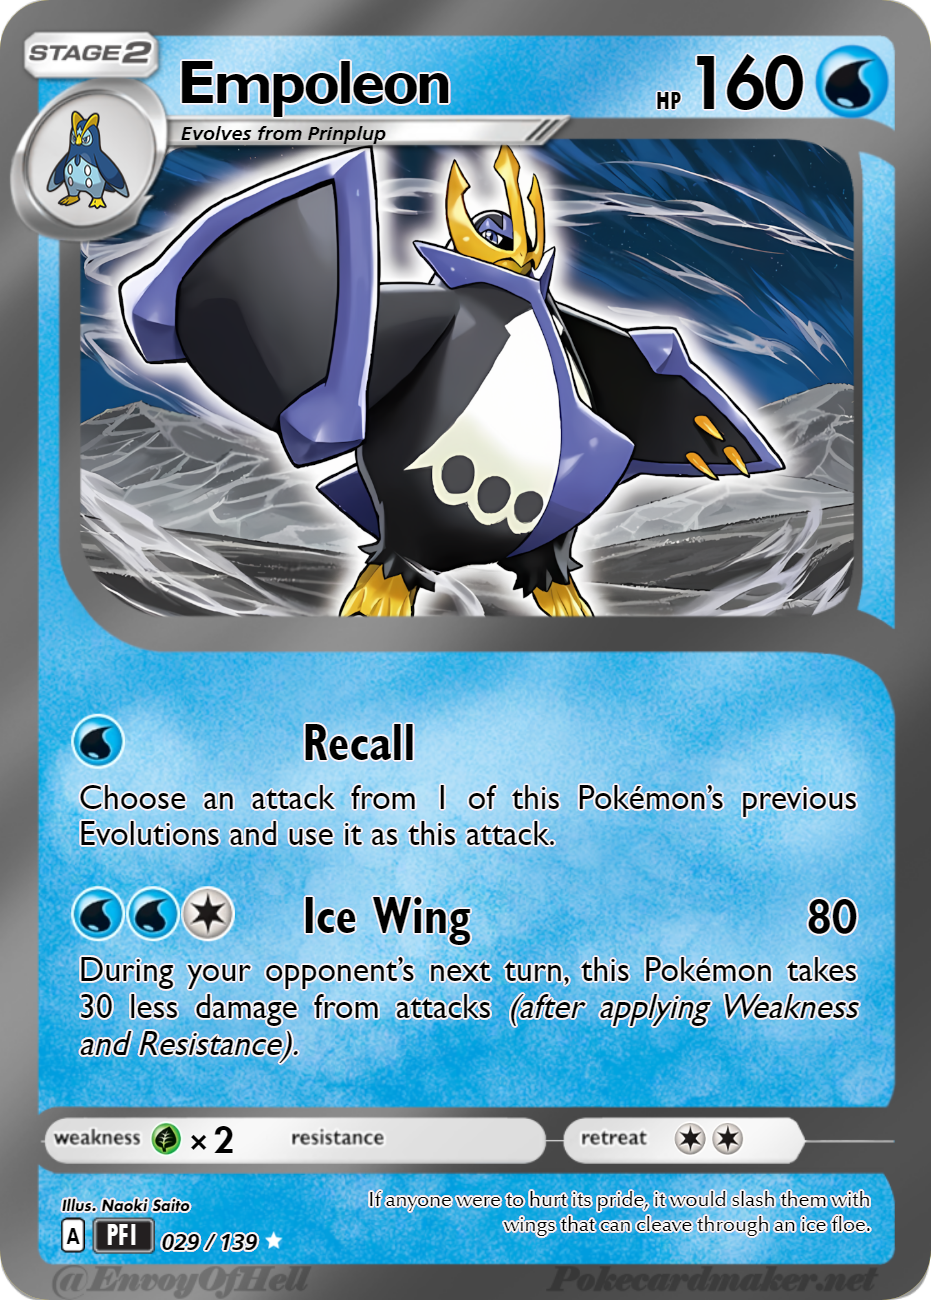 STAGE 2
Empoleon
HP 160
Evolves from Prinplup
Recall
Choose an attack from 1 of this Pokémon's previous
Evolutions and use it as this attack.
Ice Wing 80
During your opponent's next turn, this Pokémon takes
30 less damage from attacks (after applying Weakness
and Resistance).
weakness ×2 resistance retreat
Illus. Naoki Saito
A PFI 029 / 139
If anyone were to hurt its pride, it would slash them with
wings that can cleave through an ice floe.
@EnvoyOfHell Pokecardmaker.net